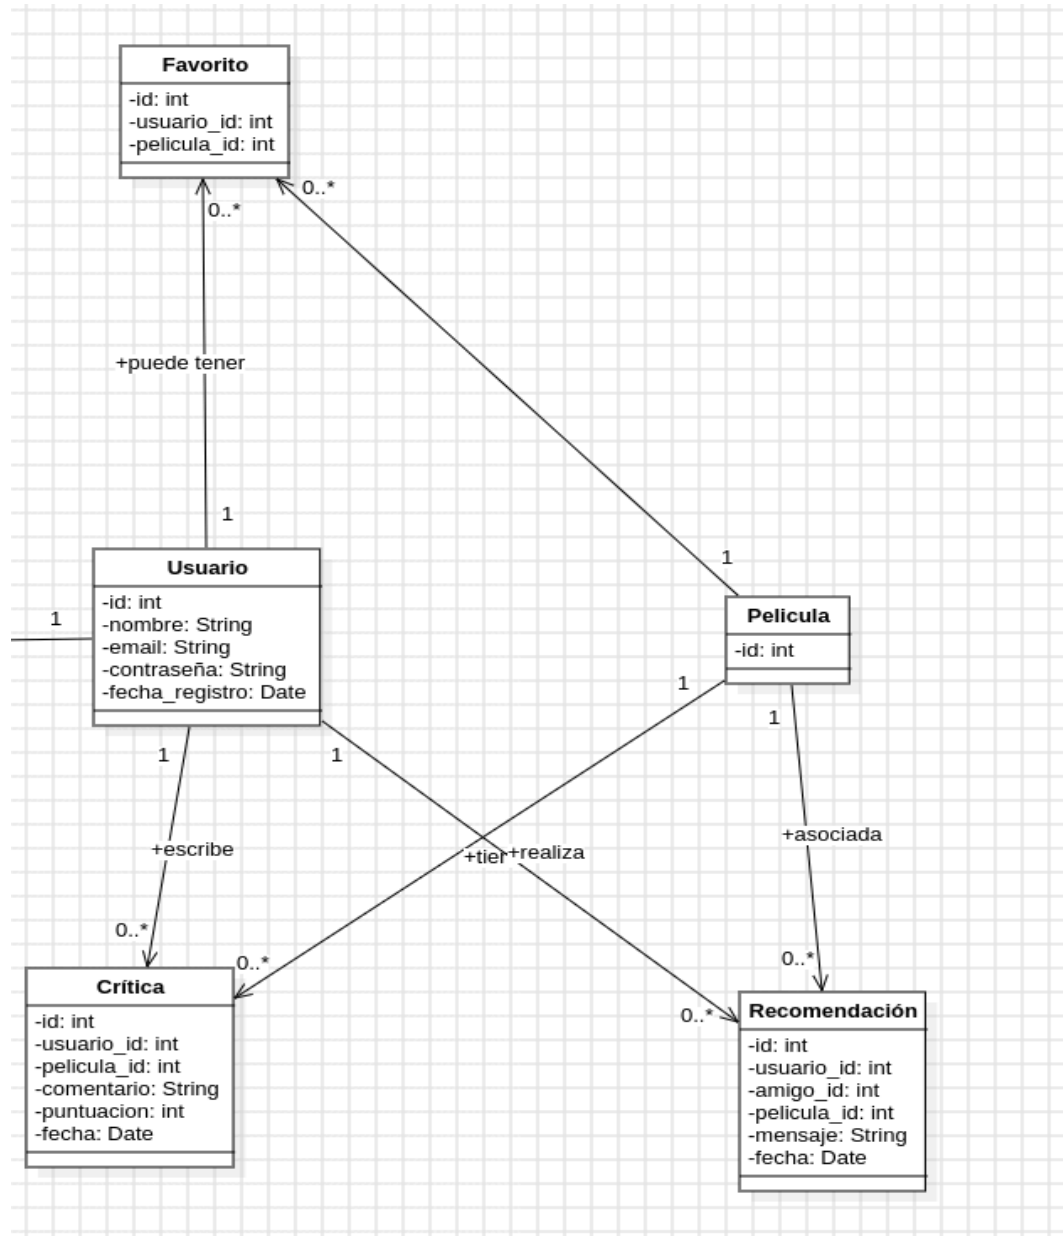 Favorito
-id: int
-usuario_id: int
-pelicula_id: int
0..*
0..*
+puede tener
1
1
Usuario
-id: int
-nombre: String
-email: String
-contraseña: String
-fecha_registro: Date
1
Pelicula
-id: int
1
1
1
1
+escribe
+tier
+realiza
+asociada
0..*
0..*
0..*
0..*
Crítica
-id: int
-usuario_id: int
-pelicula_id: int
-comentario: String
-puntuacion: int
-fecha: Date
Recomendación
-id: int
-usuario_id: int
-amigo_id: int
-pelicula_id: int
-mensaje: String
-fecha: Date